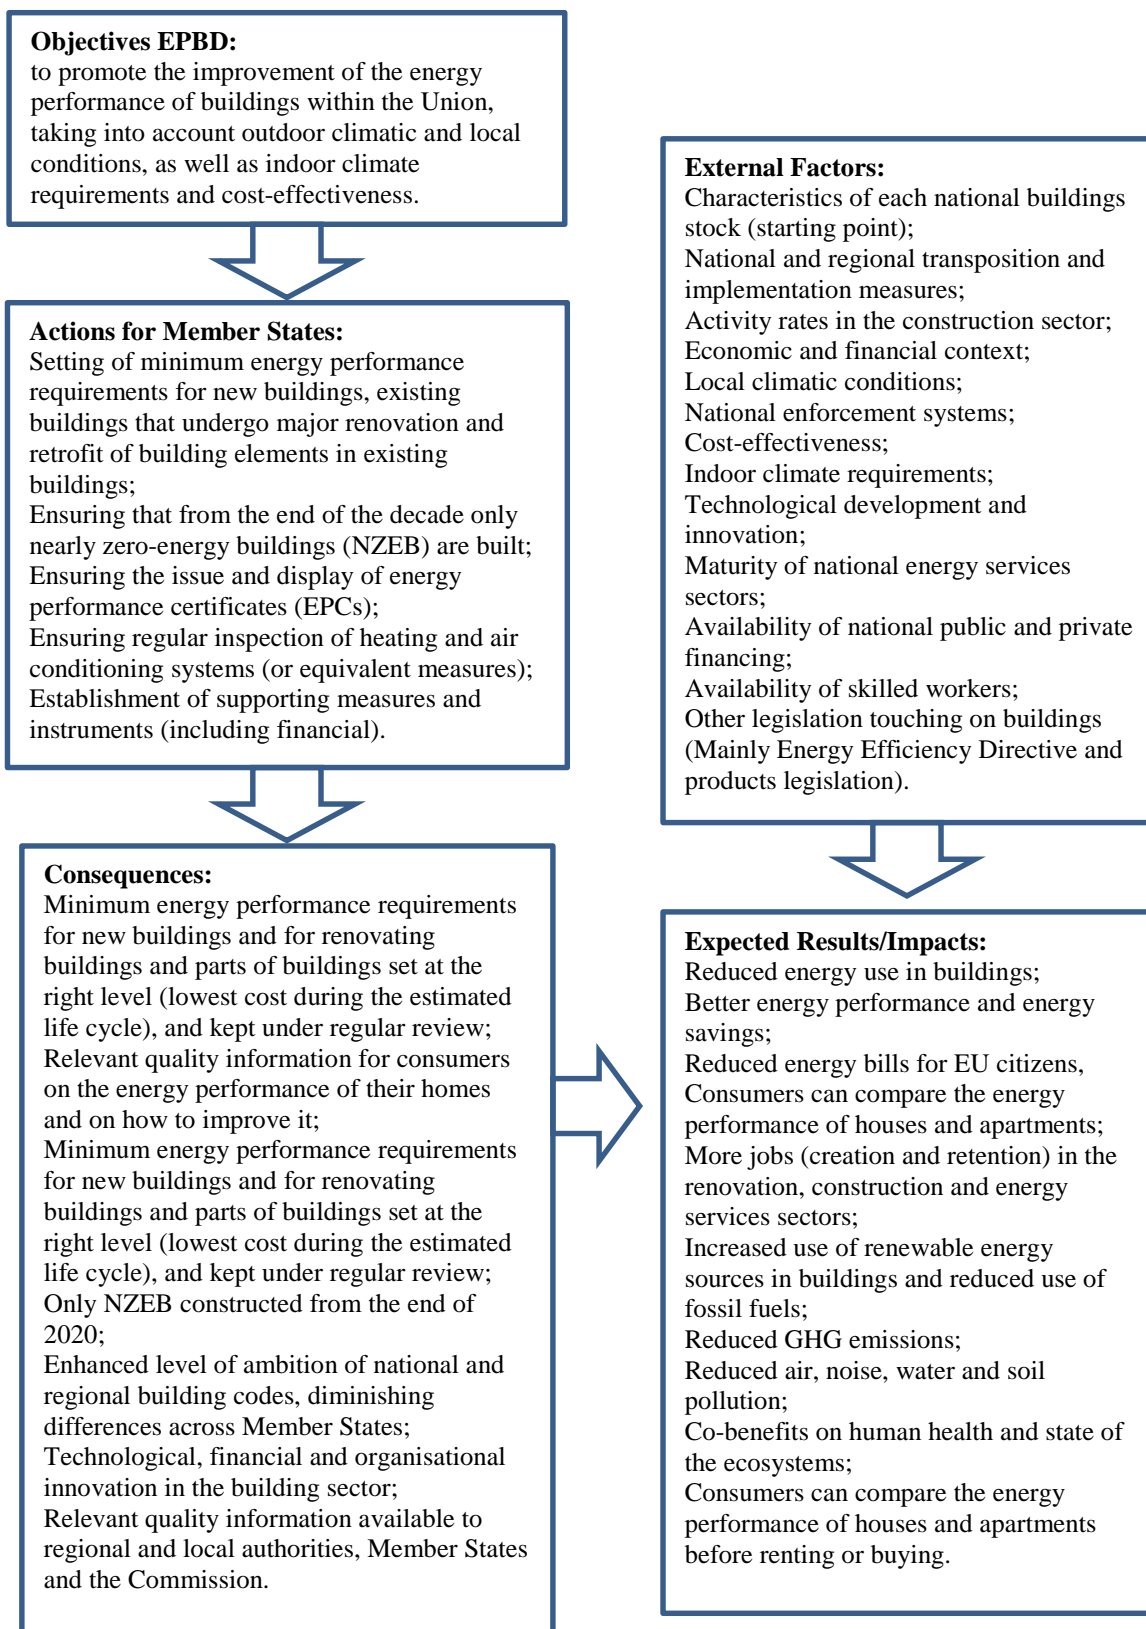 Objectives EPBD:
to promote the improvement of the energy
performance of buildings within the Union,
taking into account outdoor climatic and local
conditions, as well as indoor climate
requirements and cost-effectiveness.
Actions for Member States:
Setting of minimum energy performance
requirements for new buildings, existing
buildings that undergo major renovation and
retrofit of building elements in existing
buildings;
Ensuring that from the end of the decade only
nearly zero-energy buildings (NZEB) are built;
Ensuring the issue and display of energy
performance certificates (EPCs);
Ensuring regular inspection of heating and air
conditioning systems (or equivalent measures);
Establishment of supporting measures and
instruments (including financial).
Consequences:
Minimum energy performance requirements
for new buildings and for renovating
buildings and parts of buildings set at the
right level (lowest cost during the estimated
life cycle), and kept under regular review;
Relevant quality information for consumers
on the energy performance of their homes
and on how to improve it;
Minimum energy performance requirements
for new buildings and for renovating
buildings and parts of buildings set at the
right level (lowest cost during the estimated
life cycle), and kept under regular review;
Only NZEB constructed from the end of
2020;
Enhanced level of ambition of national and
regional building codes, diminishing
differences across Member States;
Technological, financial and organisational
innovation in the building sector;
Relevant quality information available to
regional and local authorities, Member States
and the Commission.
External Factors:
Characteristics of each national buildings
stock (starting point);
National and regional transposition and
implementation measures;
Activity rates in the construction sector;
Economic and financial context;
Local climatic conditions;
National enforcement systems;
Cost-effectiveness;
Indoor climate requirements;
Technological development and
innovation;
Maturity of national energy services
sectors;
Availability of national public and private
financing;
Availability of skilled workers;
Other legislation touching on buildings
(Mainly Energy Efficiency Directive and
products legislation).
Expected Results/Impacts:
Reduced energy use in buildings;
Better energy performance and energy
savings;
Reduced energy bills for EU citizens,
Consumers can compare the energy
performance of houses and apartments;
More jobs (creation and retention) in the
renovation, construction and energy
services sectors;
Increased use of renewable energy
sources in buildings and reduced use of
fossil fuels;
Reduced GHG emissions;
Reduced air, noise, water and soil
pollution;
Co-benefits on human health and state of
the ecosystems;
Consumers can compare the energy
performance of houses and apartments
before renting or buying.